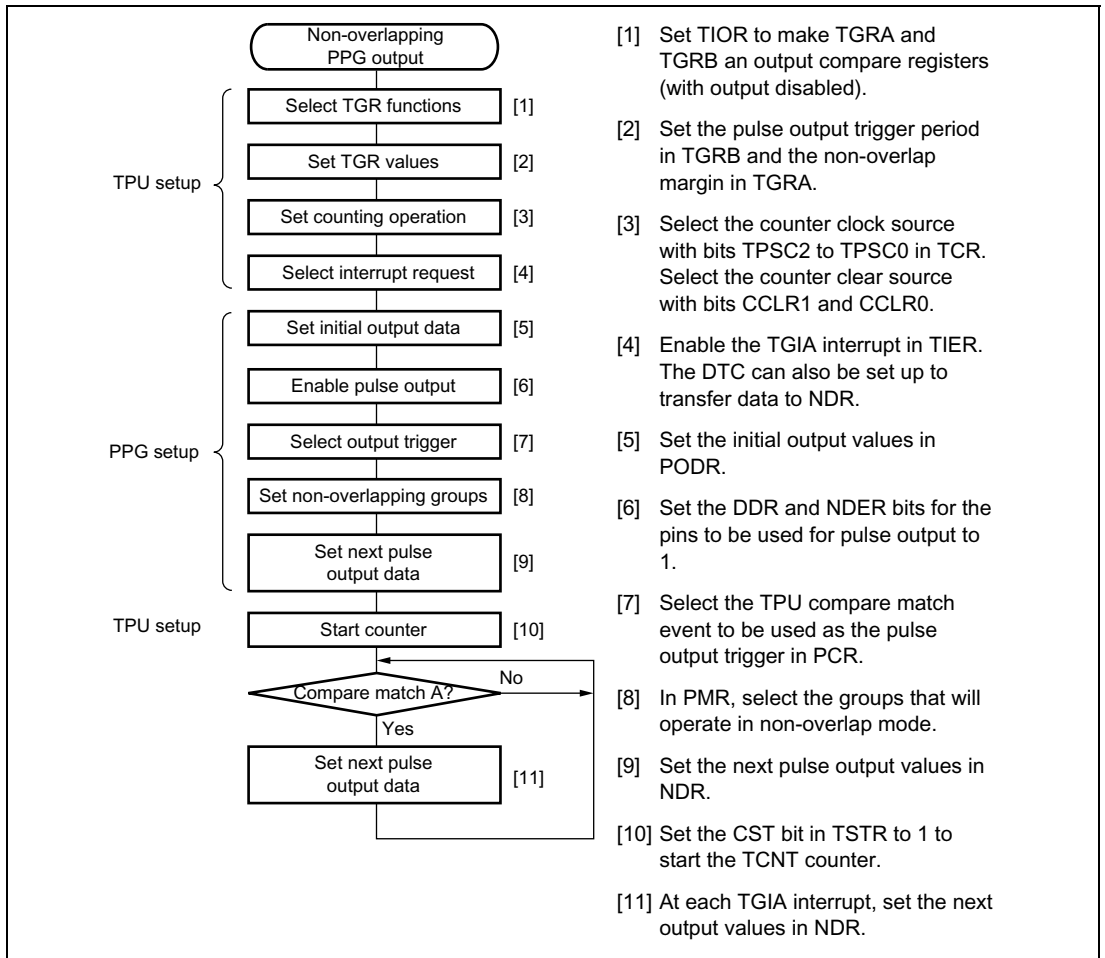 Non-overlapping
PPG output
Select TGR functions [1]
Set TGR values [2]
TPU setup
Set counting operation [3]
Select interrupt request [4]
Set initial output data [5]
Enable pulse output [6]
Select output trigger [7]
PPG setup
Set non-overlapping groups [8]
Set next pulse
output data
[9]
TPU setup
Start counter [10]
Compare match A?
No
Yes
Set next pulse
output data
[11]
[1] Set TIOR to make TGRA and
TGRB an output compare registers
(with output disabled).
[2] Set the pulse output trigger period
in TGRB and the non-overlap
margin in TGRA.
[3] Select the counter clock source
with bits TPSC2 to TPSC0 in TCR.
Select the counter clear source
with bits CCLR1 and CCLR0.
[4] Enable the TGIA interrupt in TIER.
The DTC can also be set up to
transfer data to NDR.
[5] Set the initial output values in
PODR.
[6] Set the DDR and NDER bits for the
pins to be used for pulse output to
1.
[7] Select the TPU compare match
event to be used as the pulse
output trigger in PCR.
[8] In PMR, select the groups that will
operate in non-overlap mode.
[9] Set the next pulse output values in
NDR.
[10] Set the CST bit in TSTR to 1 to
start the TCNT counter.
[11] At each TGIA interrupt, set the next
output values in NDR.